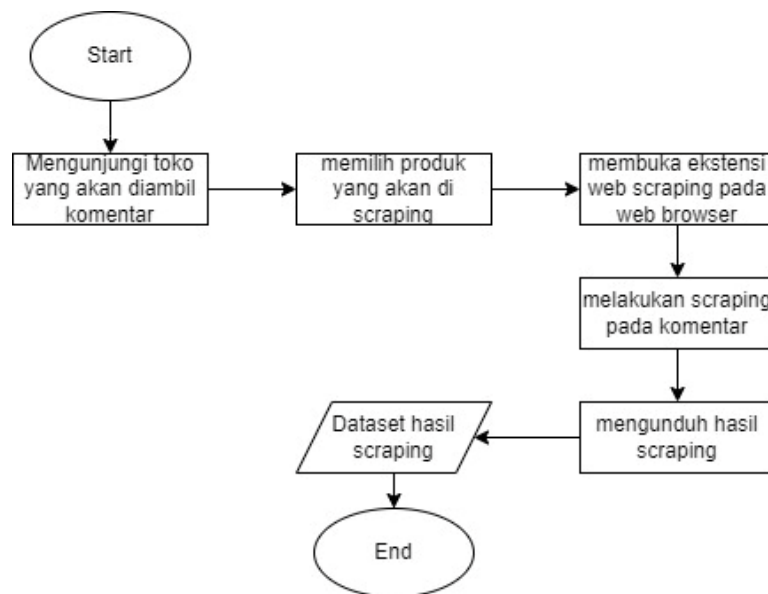 Start
Mengunjungi toko
yang akan diambil
komentar
memilih produk
yang akan di
scraping
membuka ekstensi
web scraping pada
web browser
melakukan scraping
pada komentar
mengunduh hasil
scraping
Dataset hasil
scraping
End